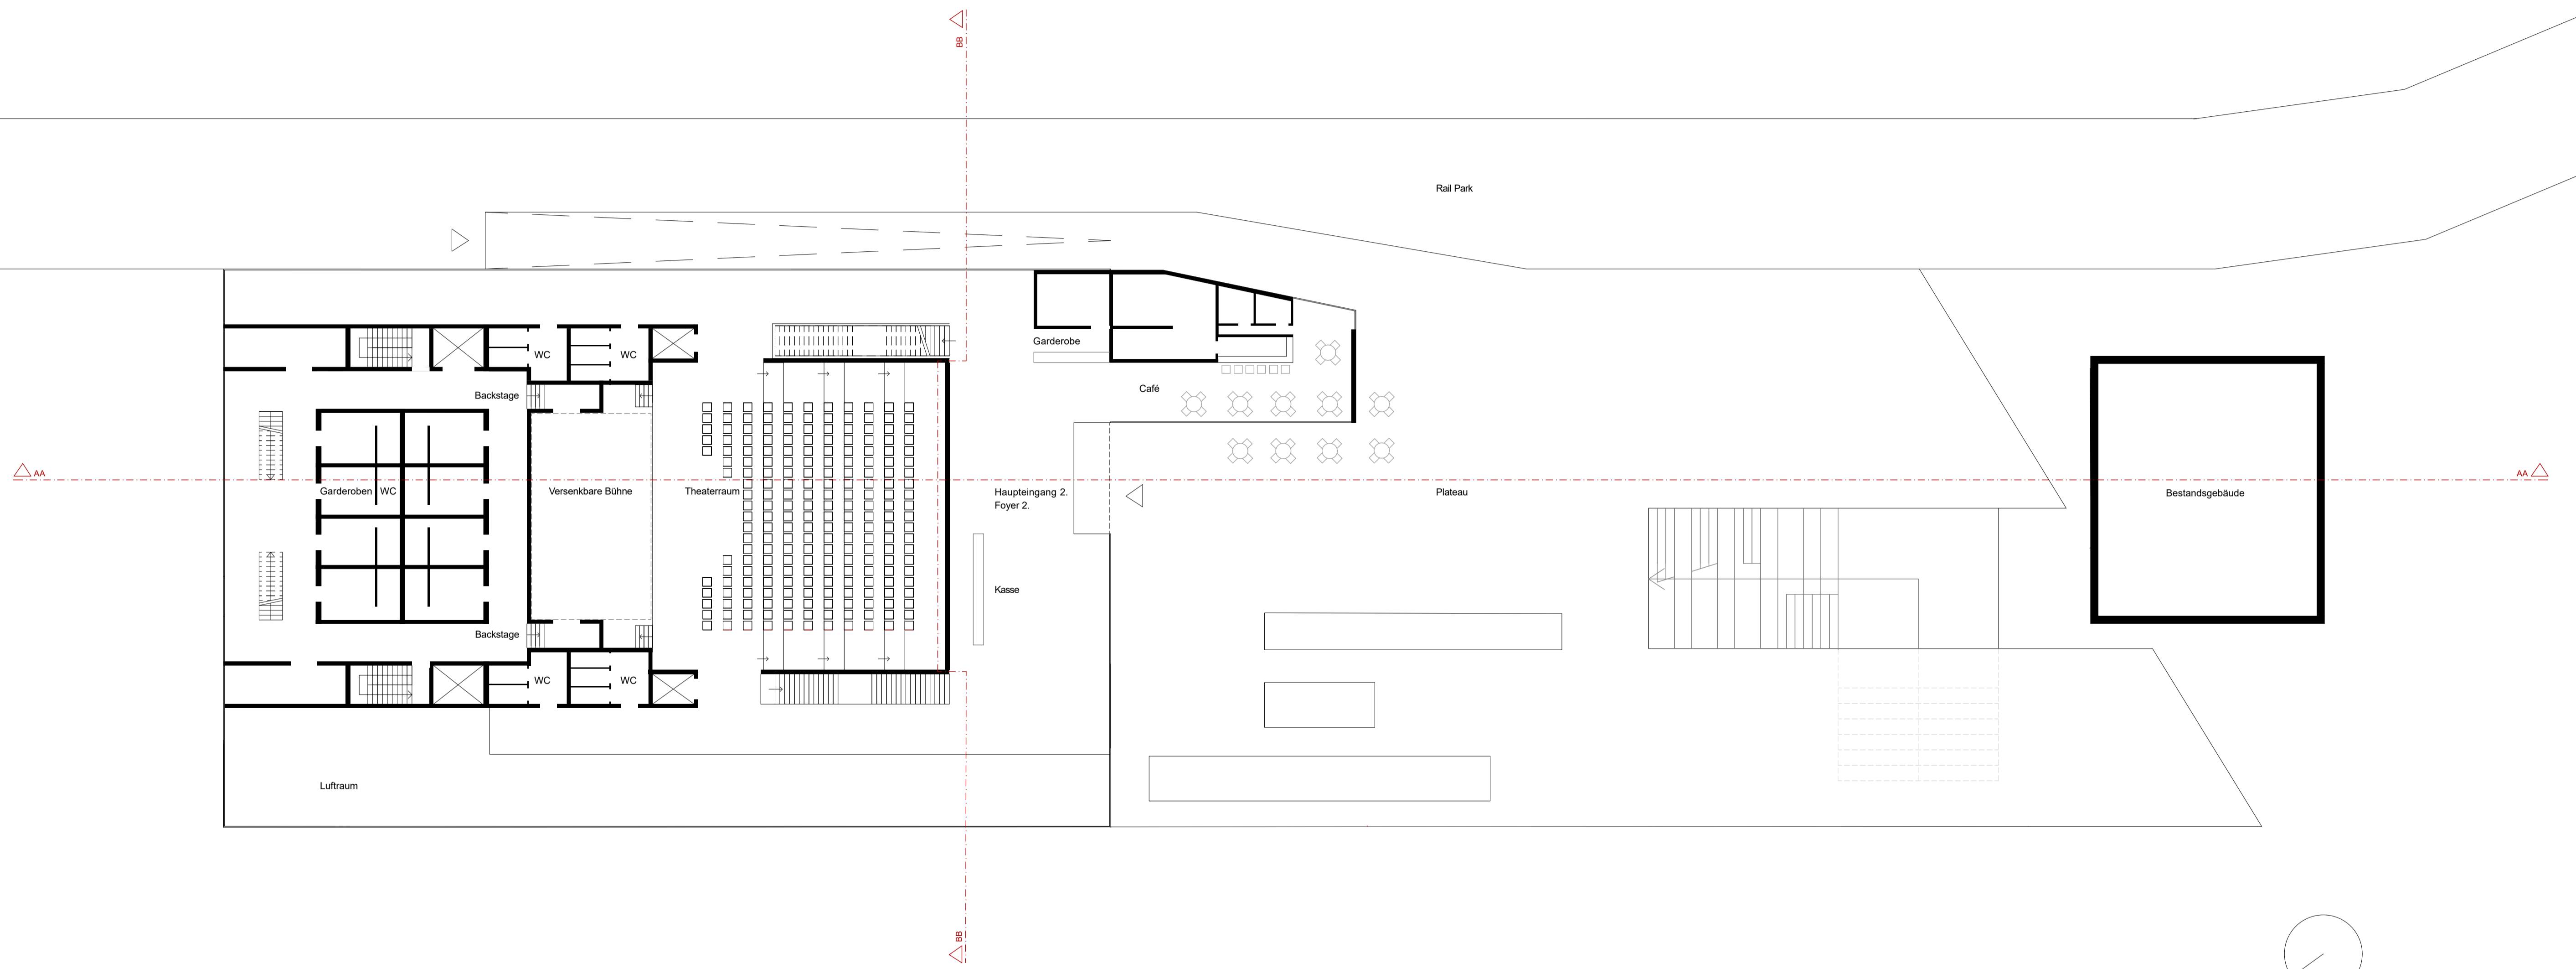 BB
Rail Park
Garderobe
WC
WC
Café
Backstage
AA
AA
Garderoben
WC
Versenkbare Bühne
Theaterraum
Haupteingang 2.
Foyer 2.
Plateau
Bestandsgebäude
Kasse
Backstage
WC
WC
Luftraum
BB